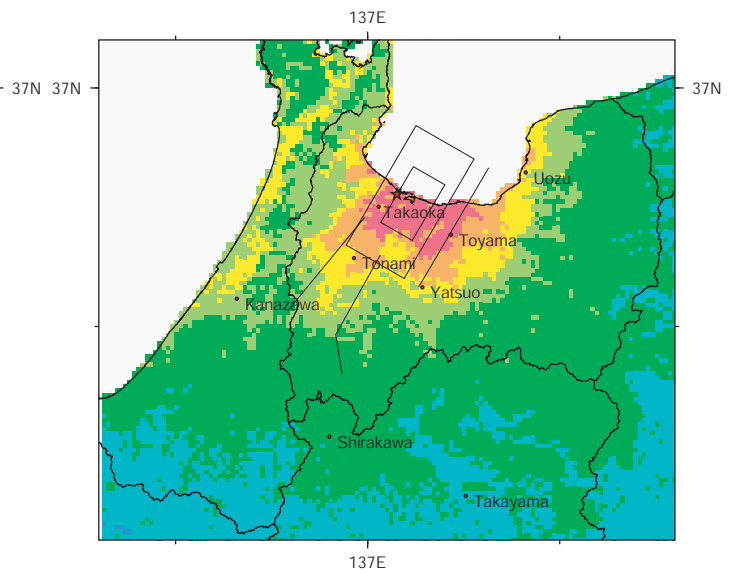 137E
37N 37N
37N
Uozu
Takaoka
Toyama
Tonami
Yatsuo
Kanazawa
Shirakawa
Takayama
137E